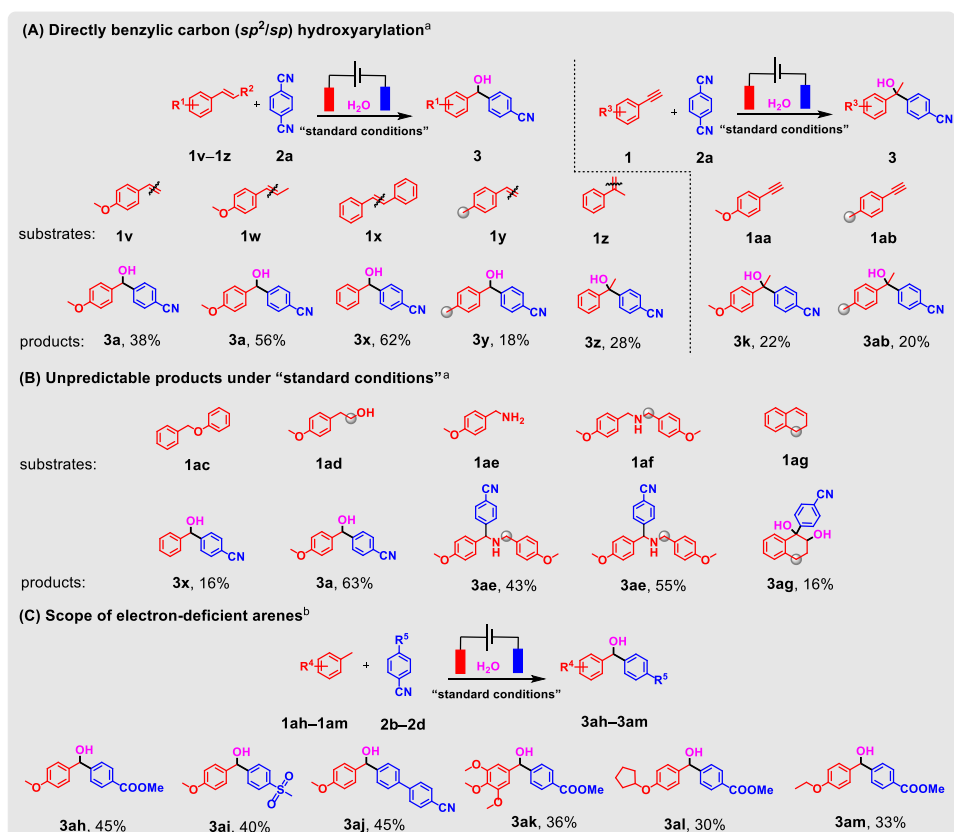 (A) Directly benzylic carbon (sp²/sp) hydroxyarylationᵃ
R¹ R² + CN CN H₂O "standard conditions" OH R¹ CN
R³ + CN CN H₂O "standard conditions" HO R³ CN
1v–1z 2a 3 1 2a 3
O O O
substrates: 1v 1w 1x 1y 1z 1aa 1ab
OH OH OH OH HO HO HO
O CN O CN CN CN CN O CN CN
products: 3a, 38% 3a, 56% 3x, 62% 3y, 18% 3z, 28% 3k, 22% 3ab, 20%
(B) Unpredictable products under "standard conditions"ᵃ
O OH O NH₂ O O N H O
substrates: 1ac 1ad 1ae 1af 1ag
OH CN OH O CN CN O N H O CN O N H O CN HO OH
products: 3x, 16% 3a, 63% 3ae, 43% 3ae, 55% 3ag, 16%
(C) Scope of electron-deficient arenesᵇ
R⁴ + R⁵ CN H₂O "standard conditions" OH R⁴ R⁵
1ah–1am 2b–2d 3ah–3am
OH OH OH OH OH OH
O COOMe O S O O O CN O O O COOMe O COOMe O COOMe
3ah, 45% 3ai, 40% 3aj, 45% 3ak, 36% 3al, 30% 3am, 33%